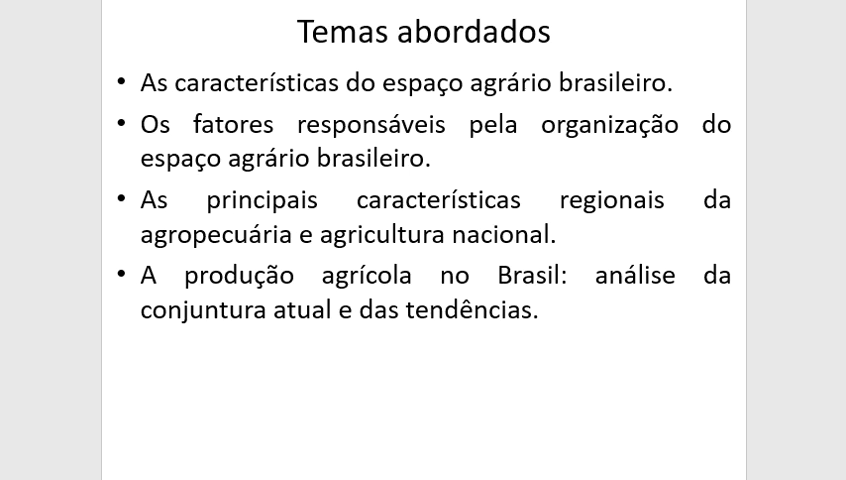 Temas abordados
• As características do espaço agrário brasileiro.
• Os fatores responsáveis pela organização do
espaço agrário brasileiro.
• As principais características regionais da
agropecuária e agricultura nacional.
• A produção agrícola no Brasil: análise da
conjuntura atual e das tendências.